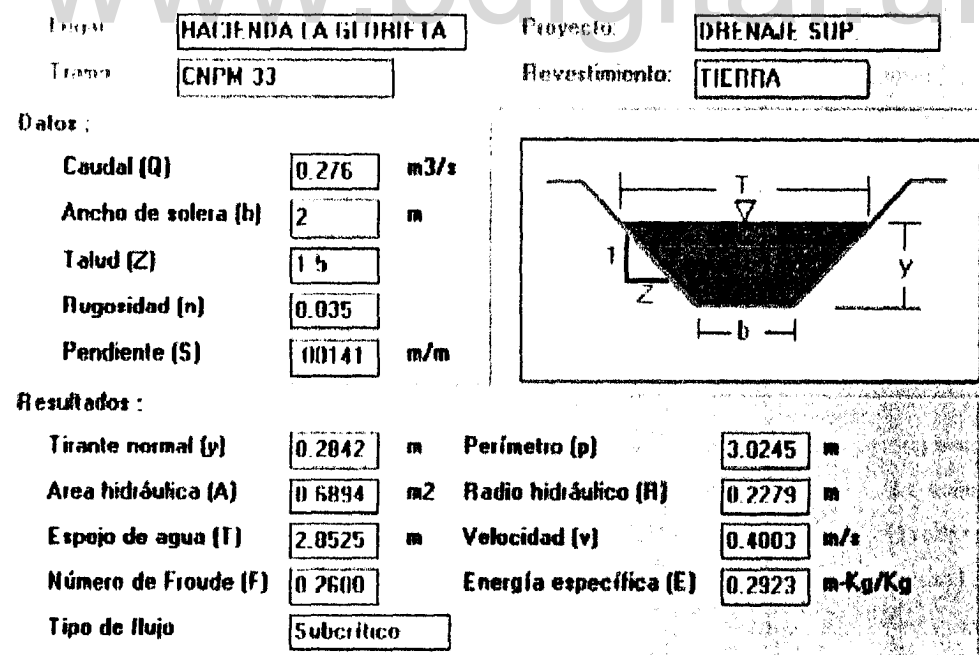 Lugar: HACIENDA LA GLORIETA Proyecto: DRENAJE SUP.
Tramo: CNPM 33 Revestimiento: TIERRA
Datos :
Caudal (Q) 0.276 m3/s
Ancho de solera (b) 2 m
Talud (Z) 1.5
Rugosidad (n) 0.035
Pendiente (S) .00141 m/m
T
1
Z
y
b
Resultados :
Tirante normal (y) 0.2842 m Perímetro (p) 3.0245 m
Area hidráulica (A) 0.6894 m2 Radio hidráulico (R) 0.2279 m
Espejo de agua (T) 2.8525 m Velocidad (v) 0.4003 m/s
Número de Froude (F) 0.2600 Energía específica (E) 0.2923 m-Kg/Kg
Tipo de flujo Subcrítico